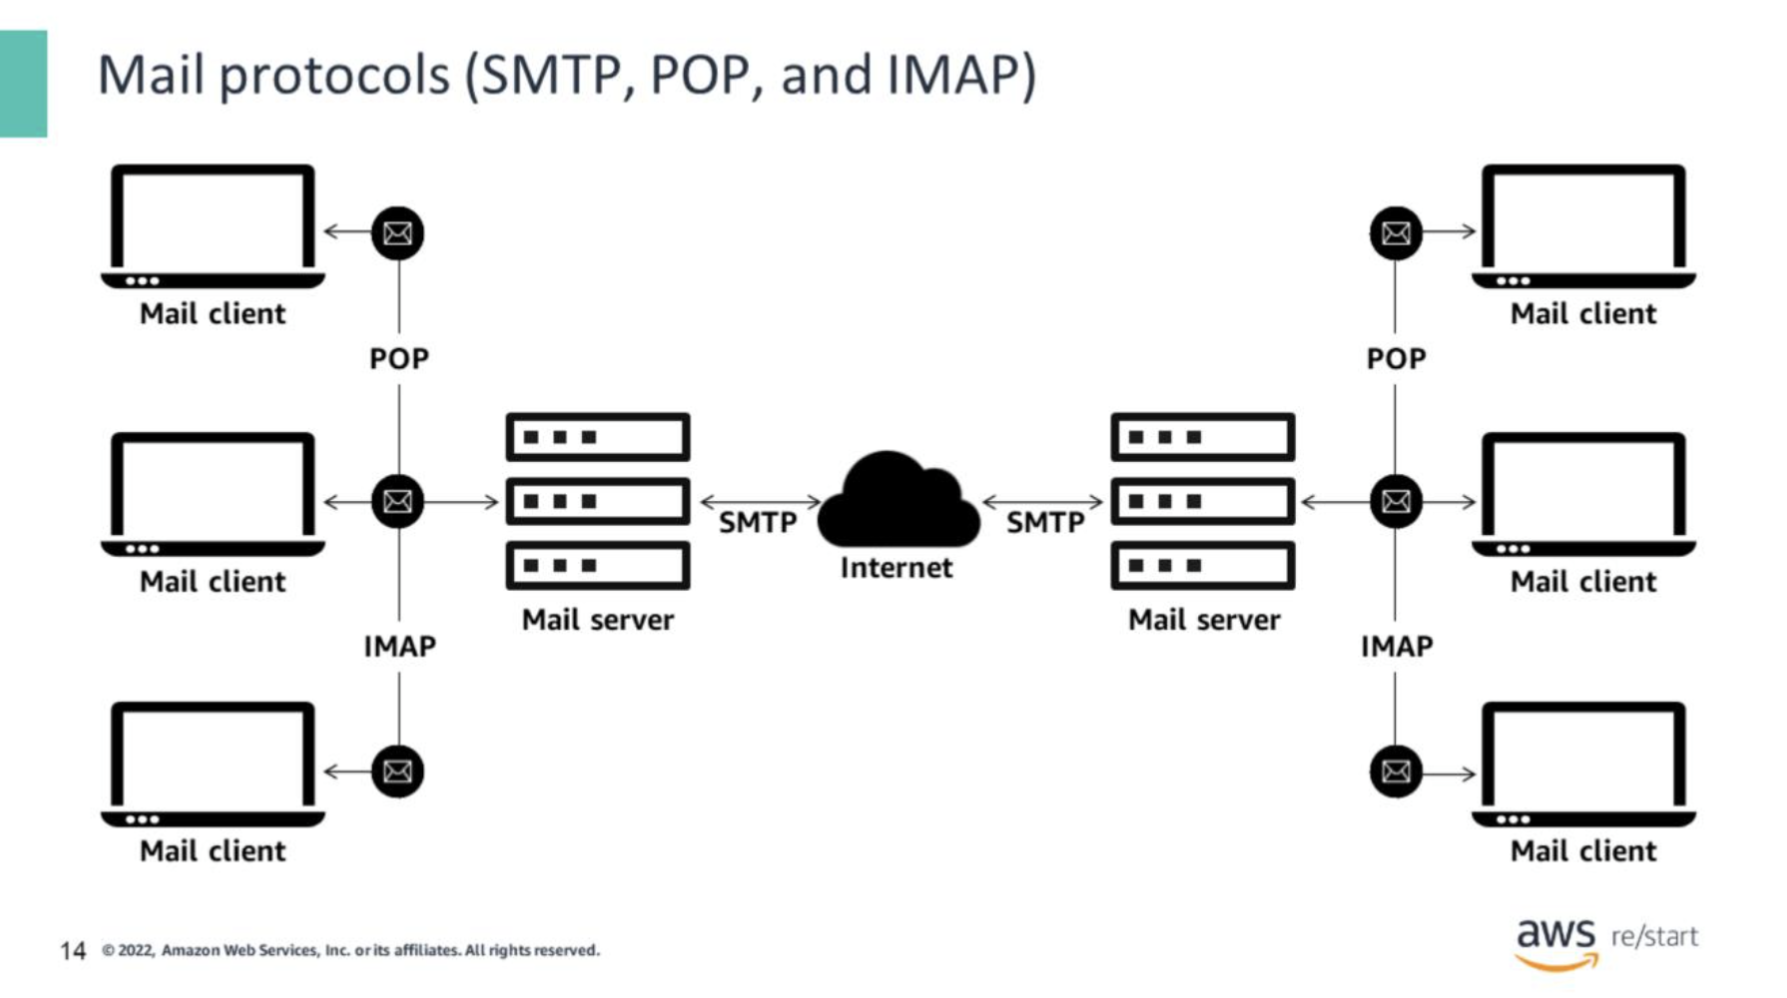 Mail protocols (SMTP, POP, and IMAP)
Mail client
Mail client
POP
POP
SMTP
SMTP
Internet
Mail client
Mail client
Mail server
Mail server
IMAP
IMAP
Mail client
Mail client
14 © 2022, Amazon Web Services, Inc. or its affiliates. All rights reserved.
aws re/start